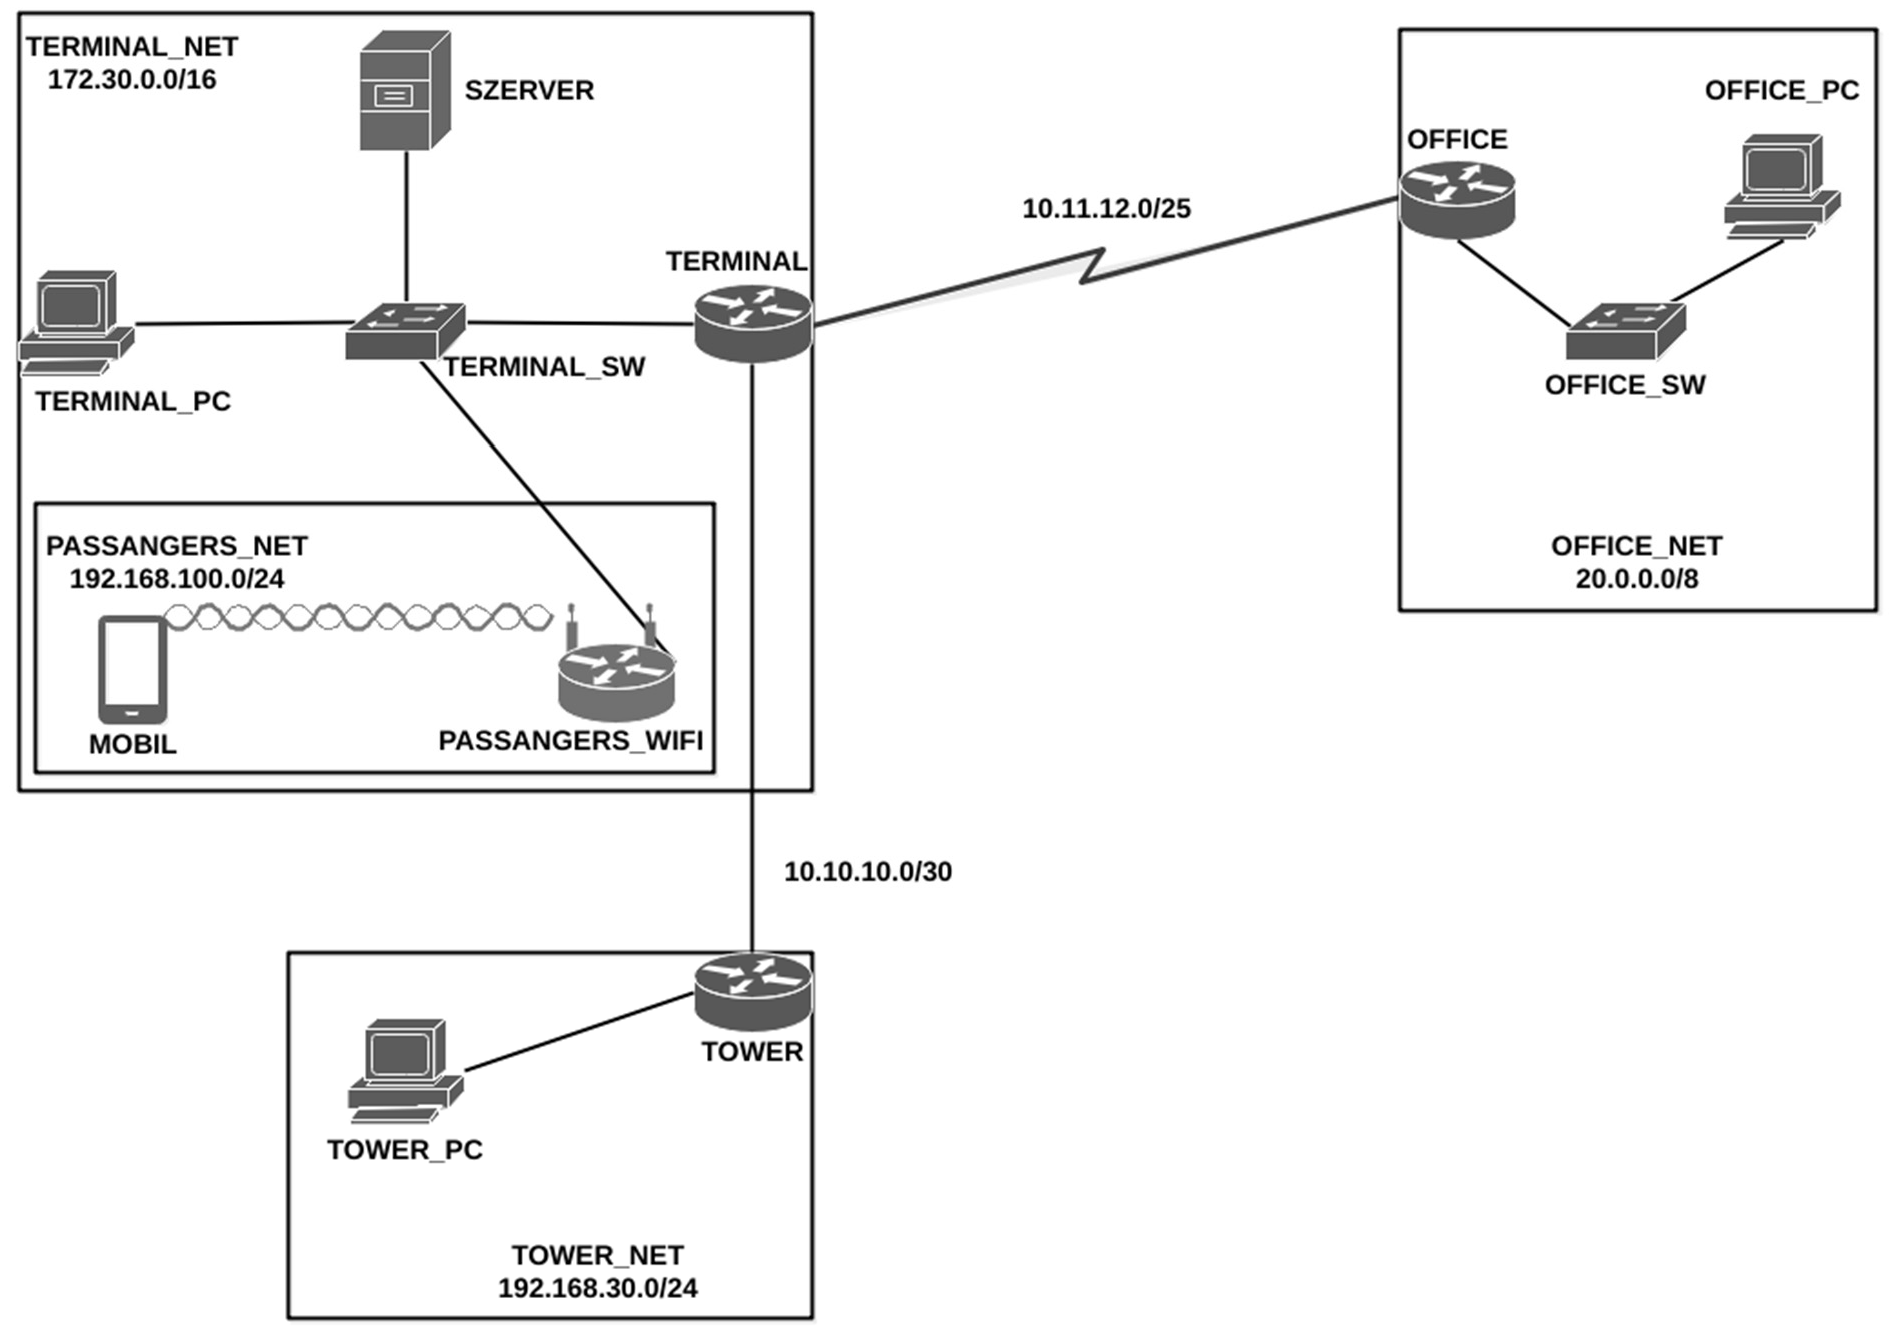 TERMINAL_NET
172.30.0.0/16
SZERVER
OFFICE_PC
OFFICE
10.11.12.0/25
TERMINAL
TERMINAL_SW
TERMINAL_PC
OFFICE_SW
PASSANGERS_NET
192.168.100.0/24
OFFICE_NET
20.0.0.0/8
MOBIL
PASSANGERS_WIFI
10.10.10.0/30
TOWER
TOWER_PC
TOWER_NET
192.168.30.0/24